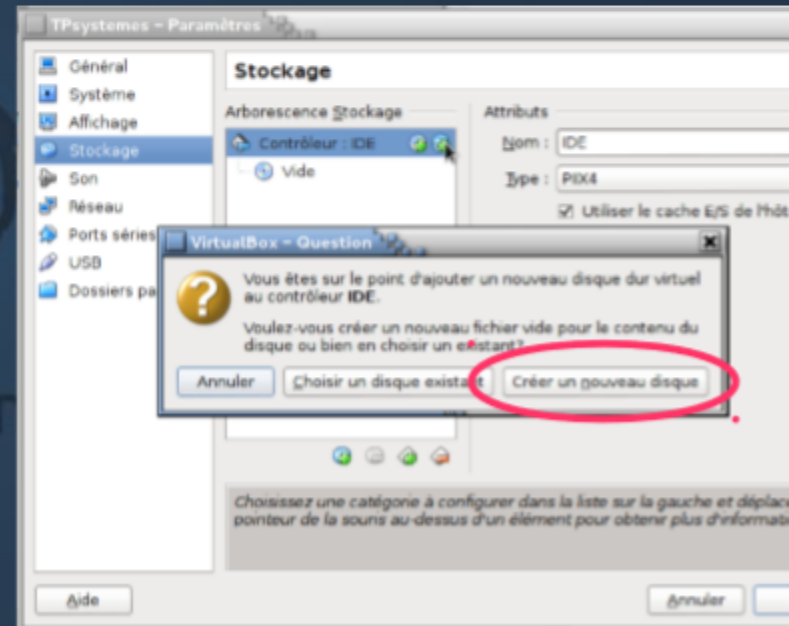 TPsystemes - Paramètres
Général
Système
Affichage
Stockage
Son
Réseau
Ports séries
USB
Dossiers pa
Stockage
Arborescence Stockage
Contrôleur : IDE
Vide
Attributs
Nom : IDE
Type : PIIX4
Utiliser le cache E/S de l'hôt
VirtualBox - Question
Vous êtes sur le point d'ajouter un nouveau disque dur virtuel
au contrôleur IDE.
Voulez-vous créer un nouveau fichier vide pour le contenu du
disque ou bien en choisir un existant?
Annuler Choisir un disque existant Créer un nouveau disque
Choisissez une catégorie à configurer dans la liste sur la gauche et déplace
pointeur de la souris au-dessus d'un élément pour obtenir plus d'informati
Aide Annuler